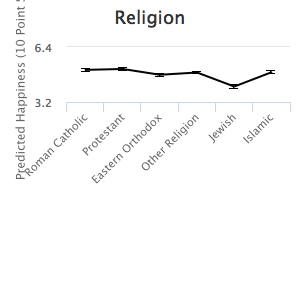 Religion
Predicted Happiness (10 Point
6.4
3.2
Roman Catholic
Protestant
Eastern Orthodox
Other Religion
Jewish
Islamic